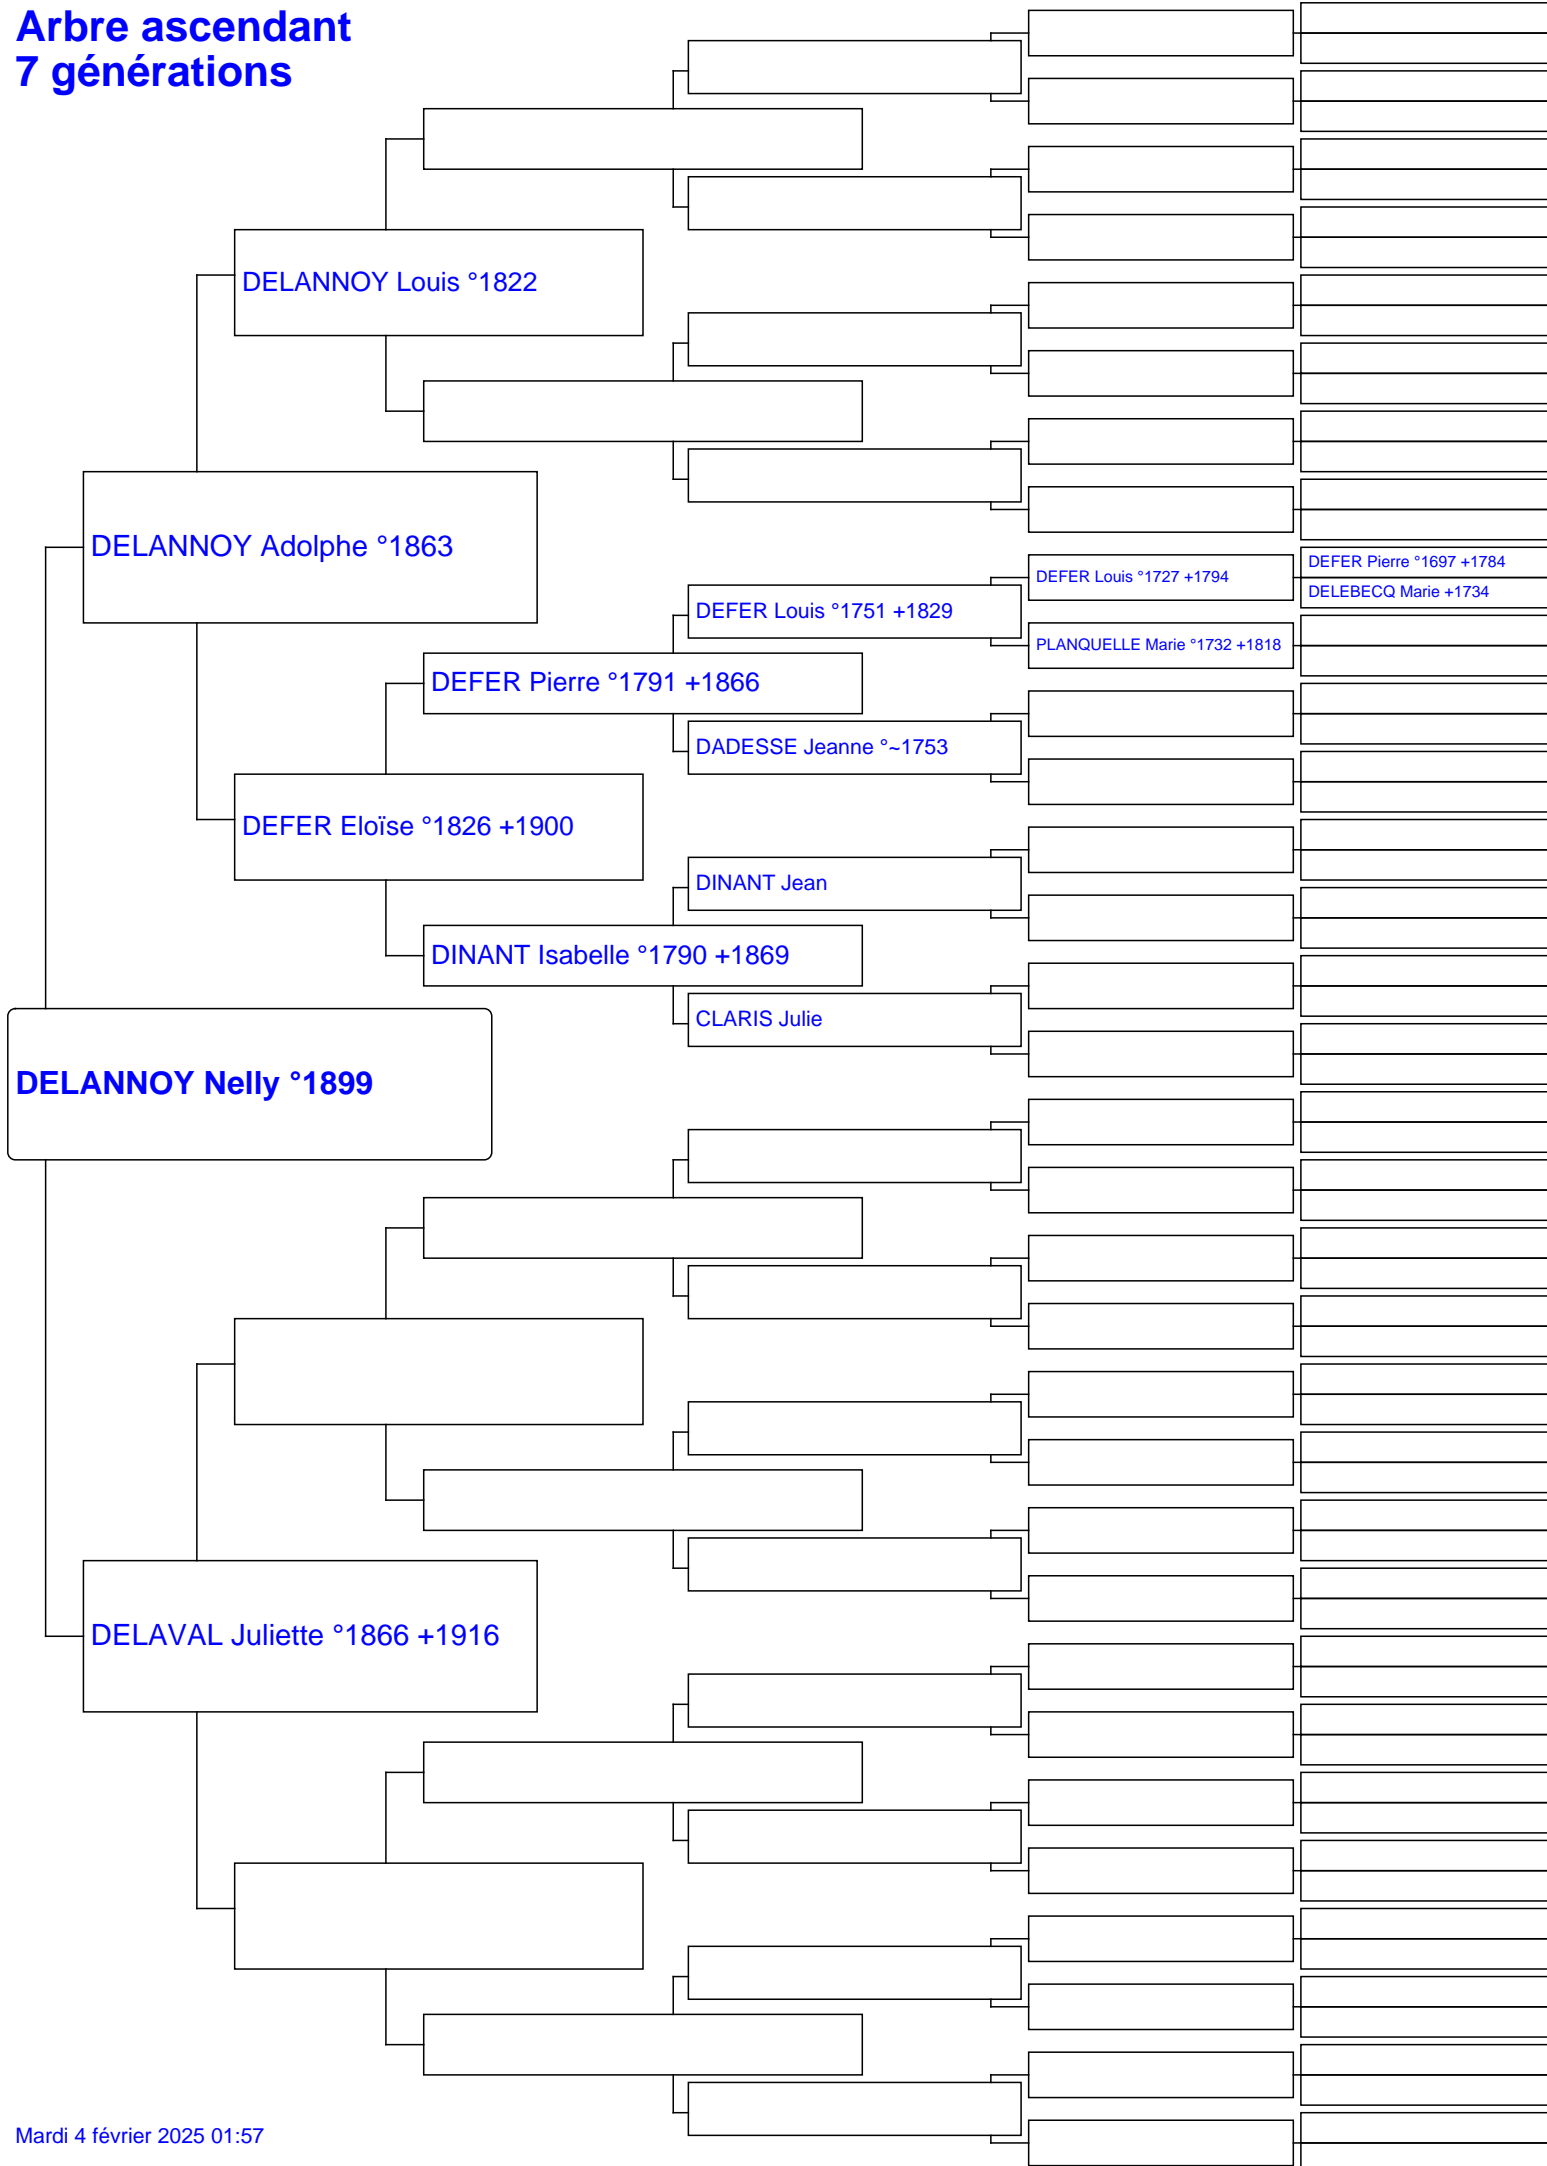 Arbre ascendant
7 générations
DELANNOY Louis °1822
DELANNOY Adolphe °1863
DEFER Pierre °1697 +1784
DEFER Louis °1727 +1794
DELEBECQ Marie +1734
DEFER Louis °1751 +1829
PLANQUELLE Marie °1732 +1818
DEFER Pierre °1791 +1866
DADESSE Jeanne °~1753
DEFER Eloïse °1826 +1900
DINANT Jean
DINANT Isabelle °1790 +1869
CLARIS Julie
DELANNOY Nelly °1899
DELAVAL Juliette °1866 +1916
Mardi 4 février 2025 01:57